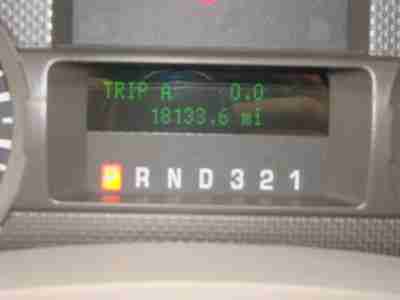 TRIP A 0.0
18133.6 mi
P R N D 3 2 1